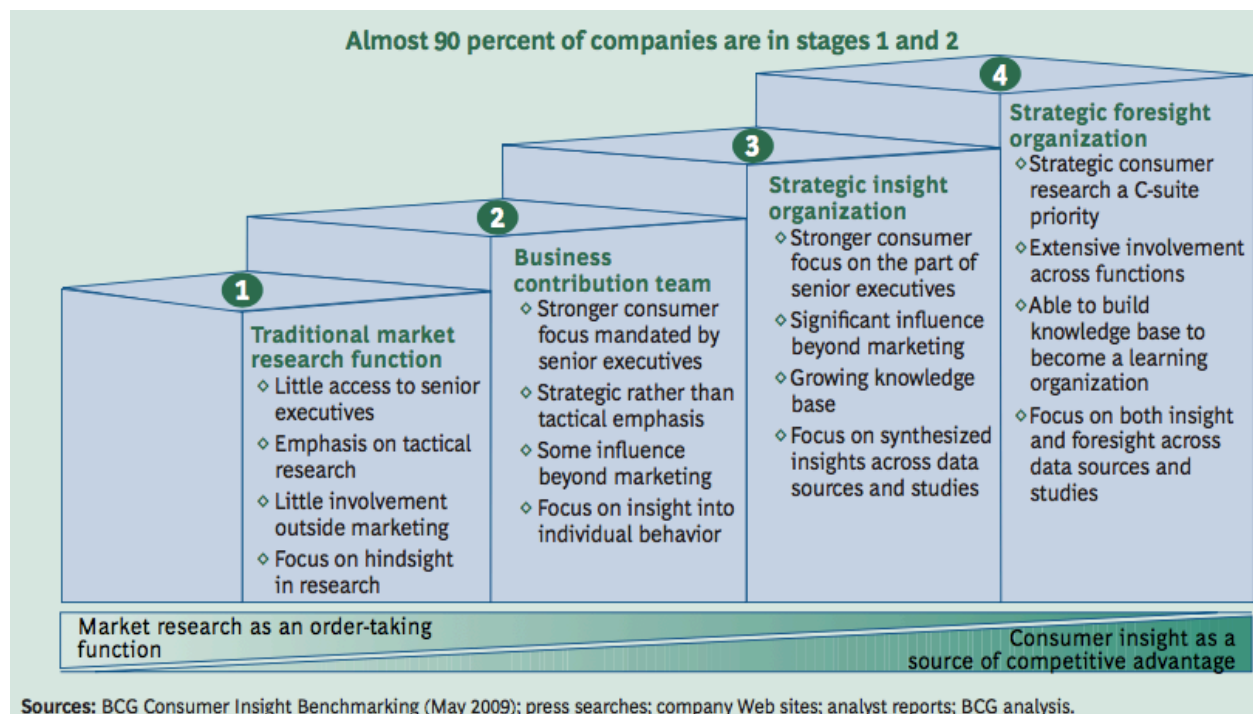 Almost 90 percent of companies are in stages 1 and 2
1
Traditional market
research function
◇ Little access to senior
executives
◇ Emphasis on tactical
research
◇ Little involvement
outside marketing
◇ Focus on hindsight
in research
2
Business
contribution team
◇ Stronger consumer
focus mandated by
senior executives
◇ Strategic rather than
tactical emphasis
◇ Some influence
beyond marketing
◇ Focus on insight into
individual behavior
3
Strategic insight
organization
◇ Stronger consumer
focus on the part of
senior executives
◇ Significant influence
beyond marketing
◇ Growing knowledge
base
◇ Focus on synthesized
insights across data
sources and studies
4
Strategic foresight
organization
◇ Strategic consumer
research a C-suite
priority
◇ Extensive involvement
across functions
◇ Able to build
knowledge base to
become a learning
organization
◇ Focus on both insight
and foresight across
data sources and
studies
Market research as an order-taking
function
Consumer insight as a
source of competitive advantage
Sources: BCG Consumer Insight Benchmarking (May 2009); press searches; company Web sites; analyst reports; BCG analysis.